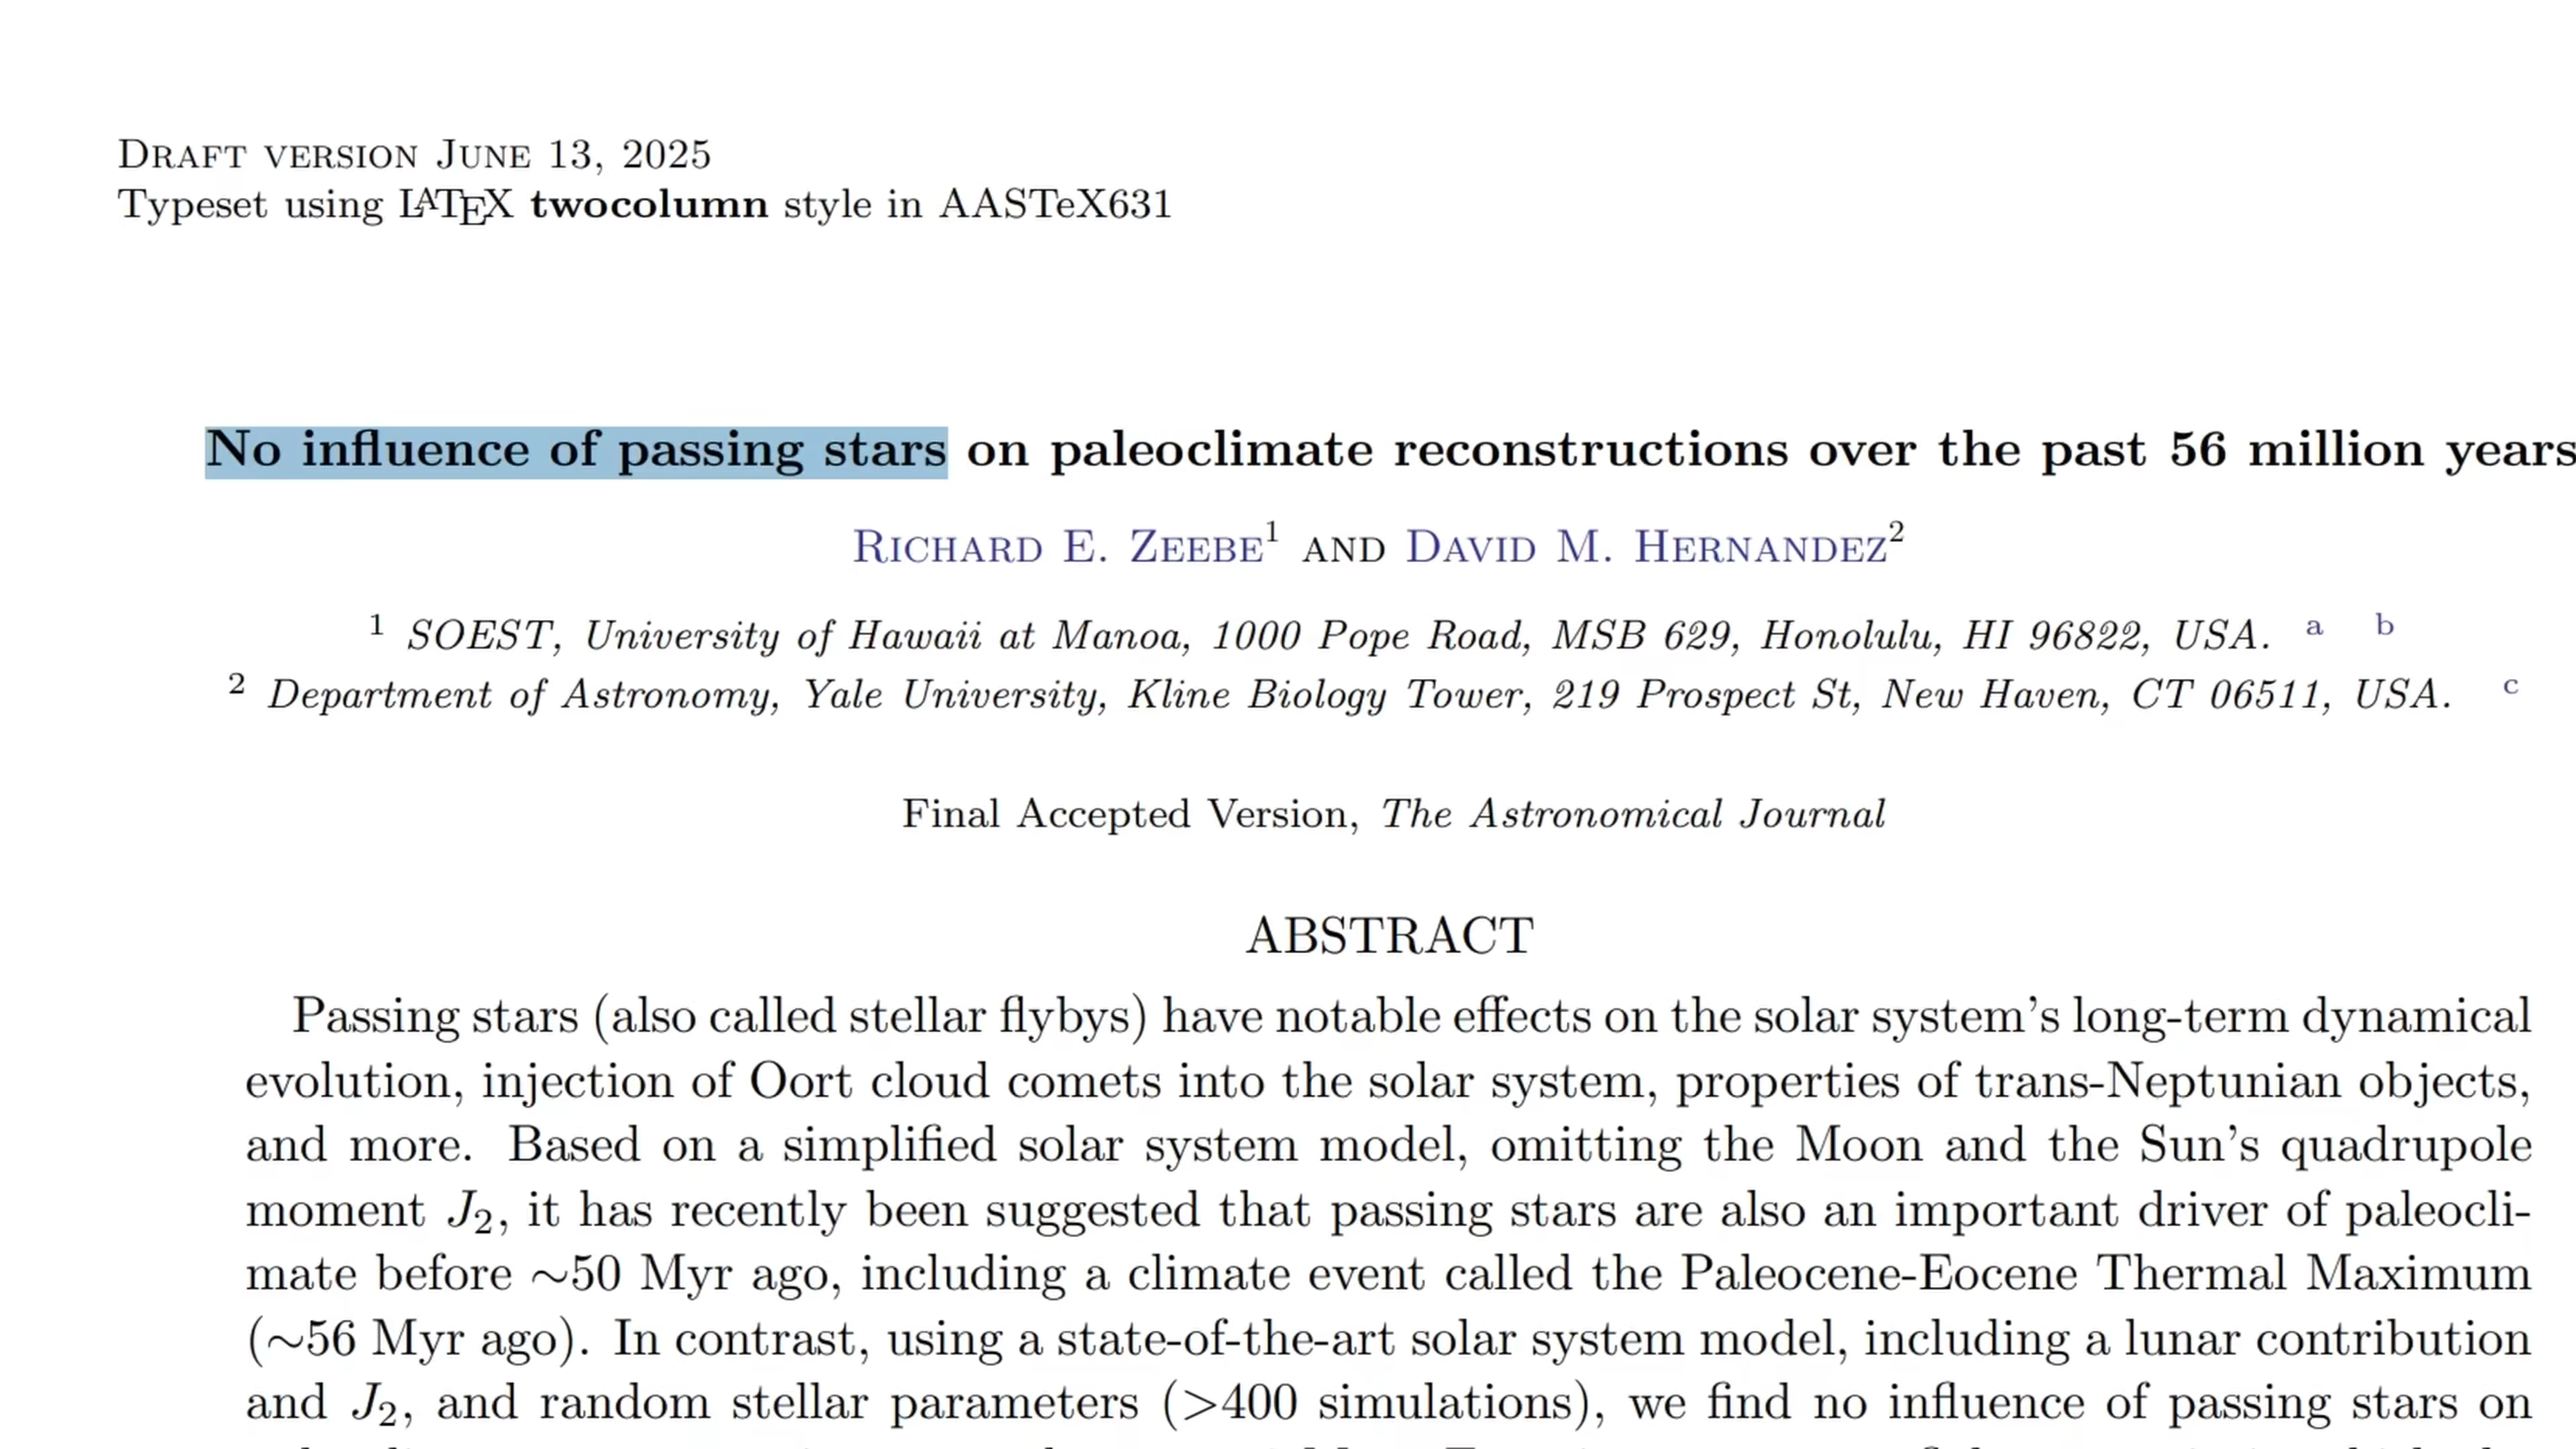 DRAFT VERSION JUNE 13, 2025
Typeset using LATEX twocolumn style in AASTeX631
No influence of passing stars on paleoclimate reconstructions over the past 56 million years
RICHARD E. ZEEBE¹ AND DAVID M. HERNANDEZ²
¹ SOEST, University of Hawaii at Manoa, 1000 Pope Road, MSB 629, Honolulu, HI 96822, USA. a b
² Department of Astronomy, Yale University, Kline Biology Tower, 219 Prospect St, New Haven, CT 06511, USA. c
Final Accepted Version, The Astronomical Journal
ABSTRACT
Passing stars (also called stellar flybys) have notable effects on the solar system's long-term dynamical
evolution, injection of Oort cloud comets into the solar system, properties of trans-Neptunian objects,
and more. Based on a simplified solar system model, omitting the Moon and the Sun's quadrupole
moment J₂, it has recently been suggested that passing stars are also an important driver of paleocli-
mate before ~50 Myr ago, including a climate event called the Paleocene-Eocene Thermal Maximum
(~56 Myr ago). In contrast, using a state-of-the-art solar system model, including a lunar contribution
and J₂, and random stellar parameters (>400 simulations), we find no influence of passing stars on